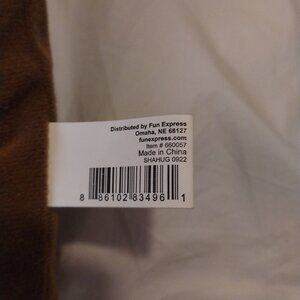 Distributed by Fun Express
Omaha, NE 68127
funexpress.com
Item # 660057
Made in China
SHAHUG 0922
8 86102 83496 1